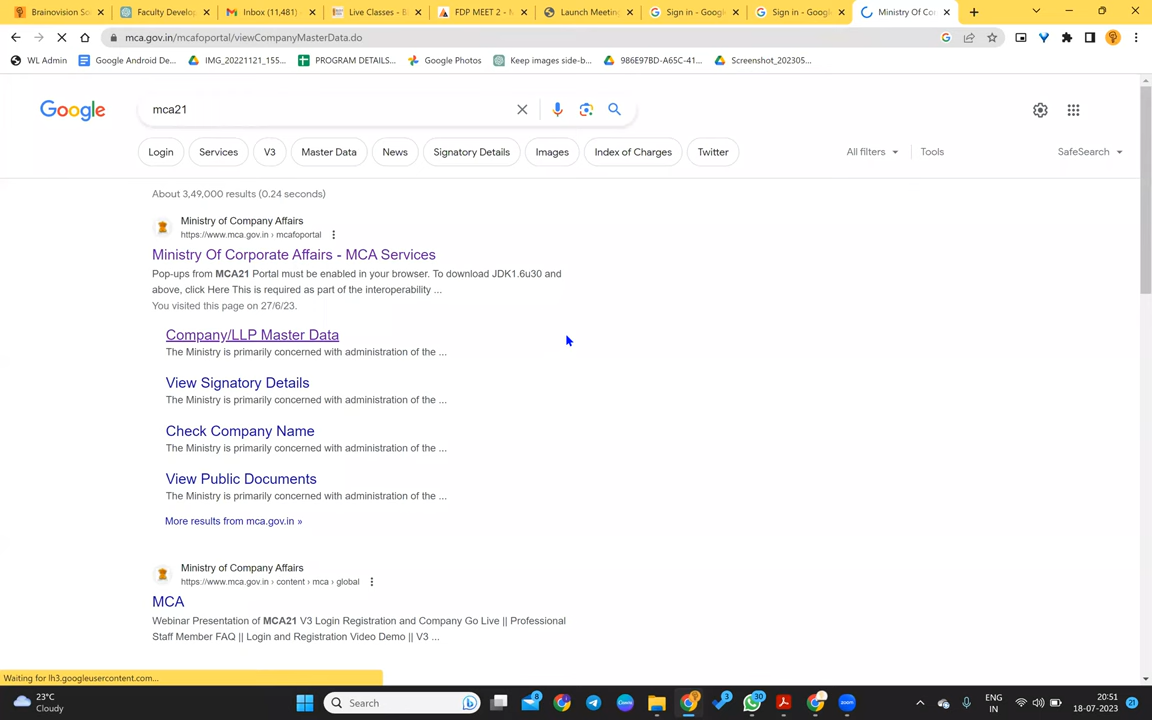 Brainovision So
Faculty Develop
Inbox (11,481)
Live Classes - B
FDP MEET 2 - M
Launch Meeting
Sign in - Google
Sign in - Google
Ministry Of Cor
mca.gov.in/mcafoportal/viewCompanyMasterData.do
WL Admin
Google Android De...
IMG_20221121_155...
PROGRAM DETAILS...
Google Photos
Keep images side-b...
986E97BD-A65C-41...
Screenshot_202305...
Google
mca21
Login
Services
V3
Master Data
News
Signatory Details
Images
Index of Charges
Twitter
All filters
Tools
SafeSearch
About 3,49,000 results (0.24 seconds)
Ministry of Company Affairs
https://www.mca.gov.in › mcafoportal
Ministry Of Corporate Affairs - MCA Services
Pop-ups from MCA21 Portal must be enabled in your browser. To download JDK1.6u30 and
above, click Here This is required as part of the interoperability ...
You visited this page on 27/6/23.
Company/LLP Master Data
The Ministry is primarily concerned with administration of the ...
View Signatory Details
The Ministry is primarily concerned with administration of the ...
Check Company Name
The Ministry is primarily concerned with administration of the ...
View Public Documents
The Ministry is primarily concerned with administration of the ...
More results from mca.gov.in »
Ministry of Company Affairs
https://www.mca.gov.in › content › mca › global
MCA
Webinar Presentation of MCA21 V3 Login Registration and Company Go Live || Professional
Staff Member FAQ || Login and Registration Video Demo || V3 ...
Waiting for lh3.googleusercontent.com...
23°C
Cloudy
Search
8
3
30
ENG
IN
20:51
18-07-2023
21